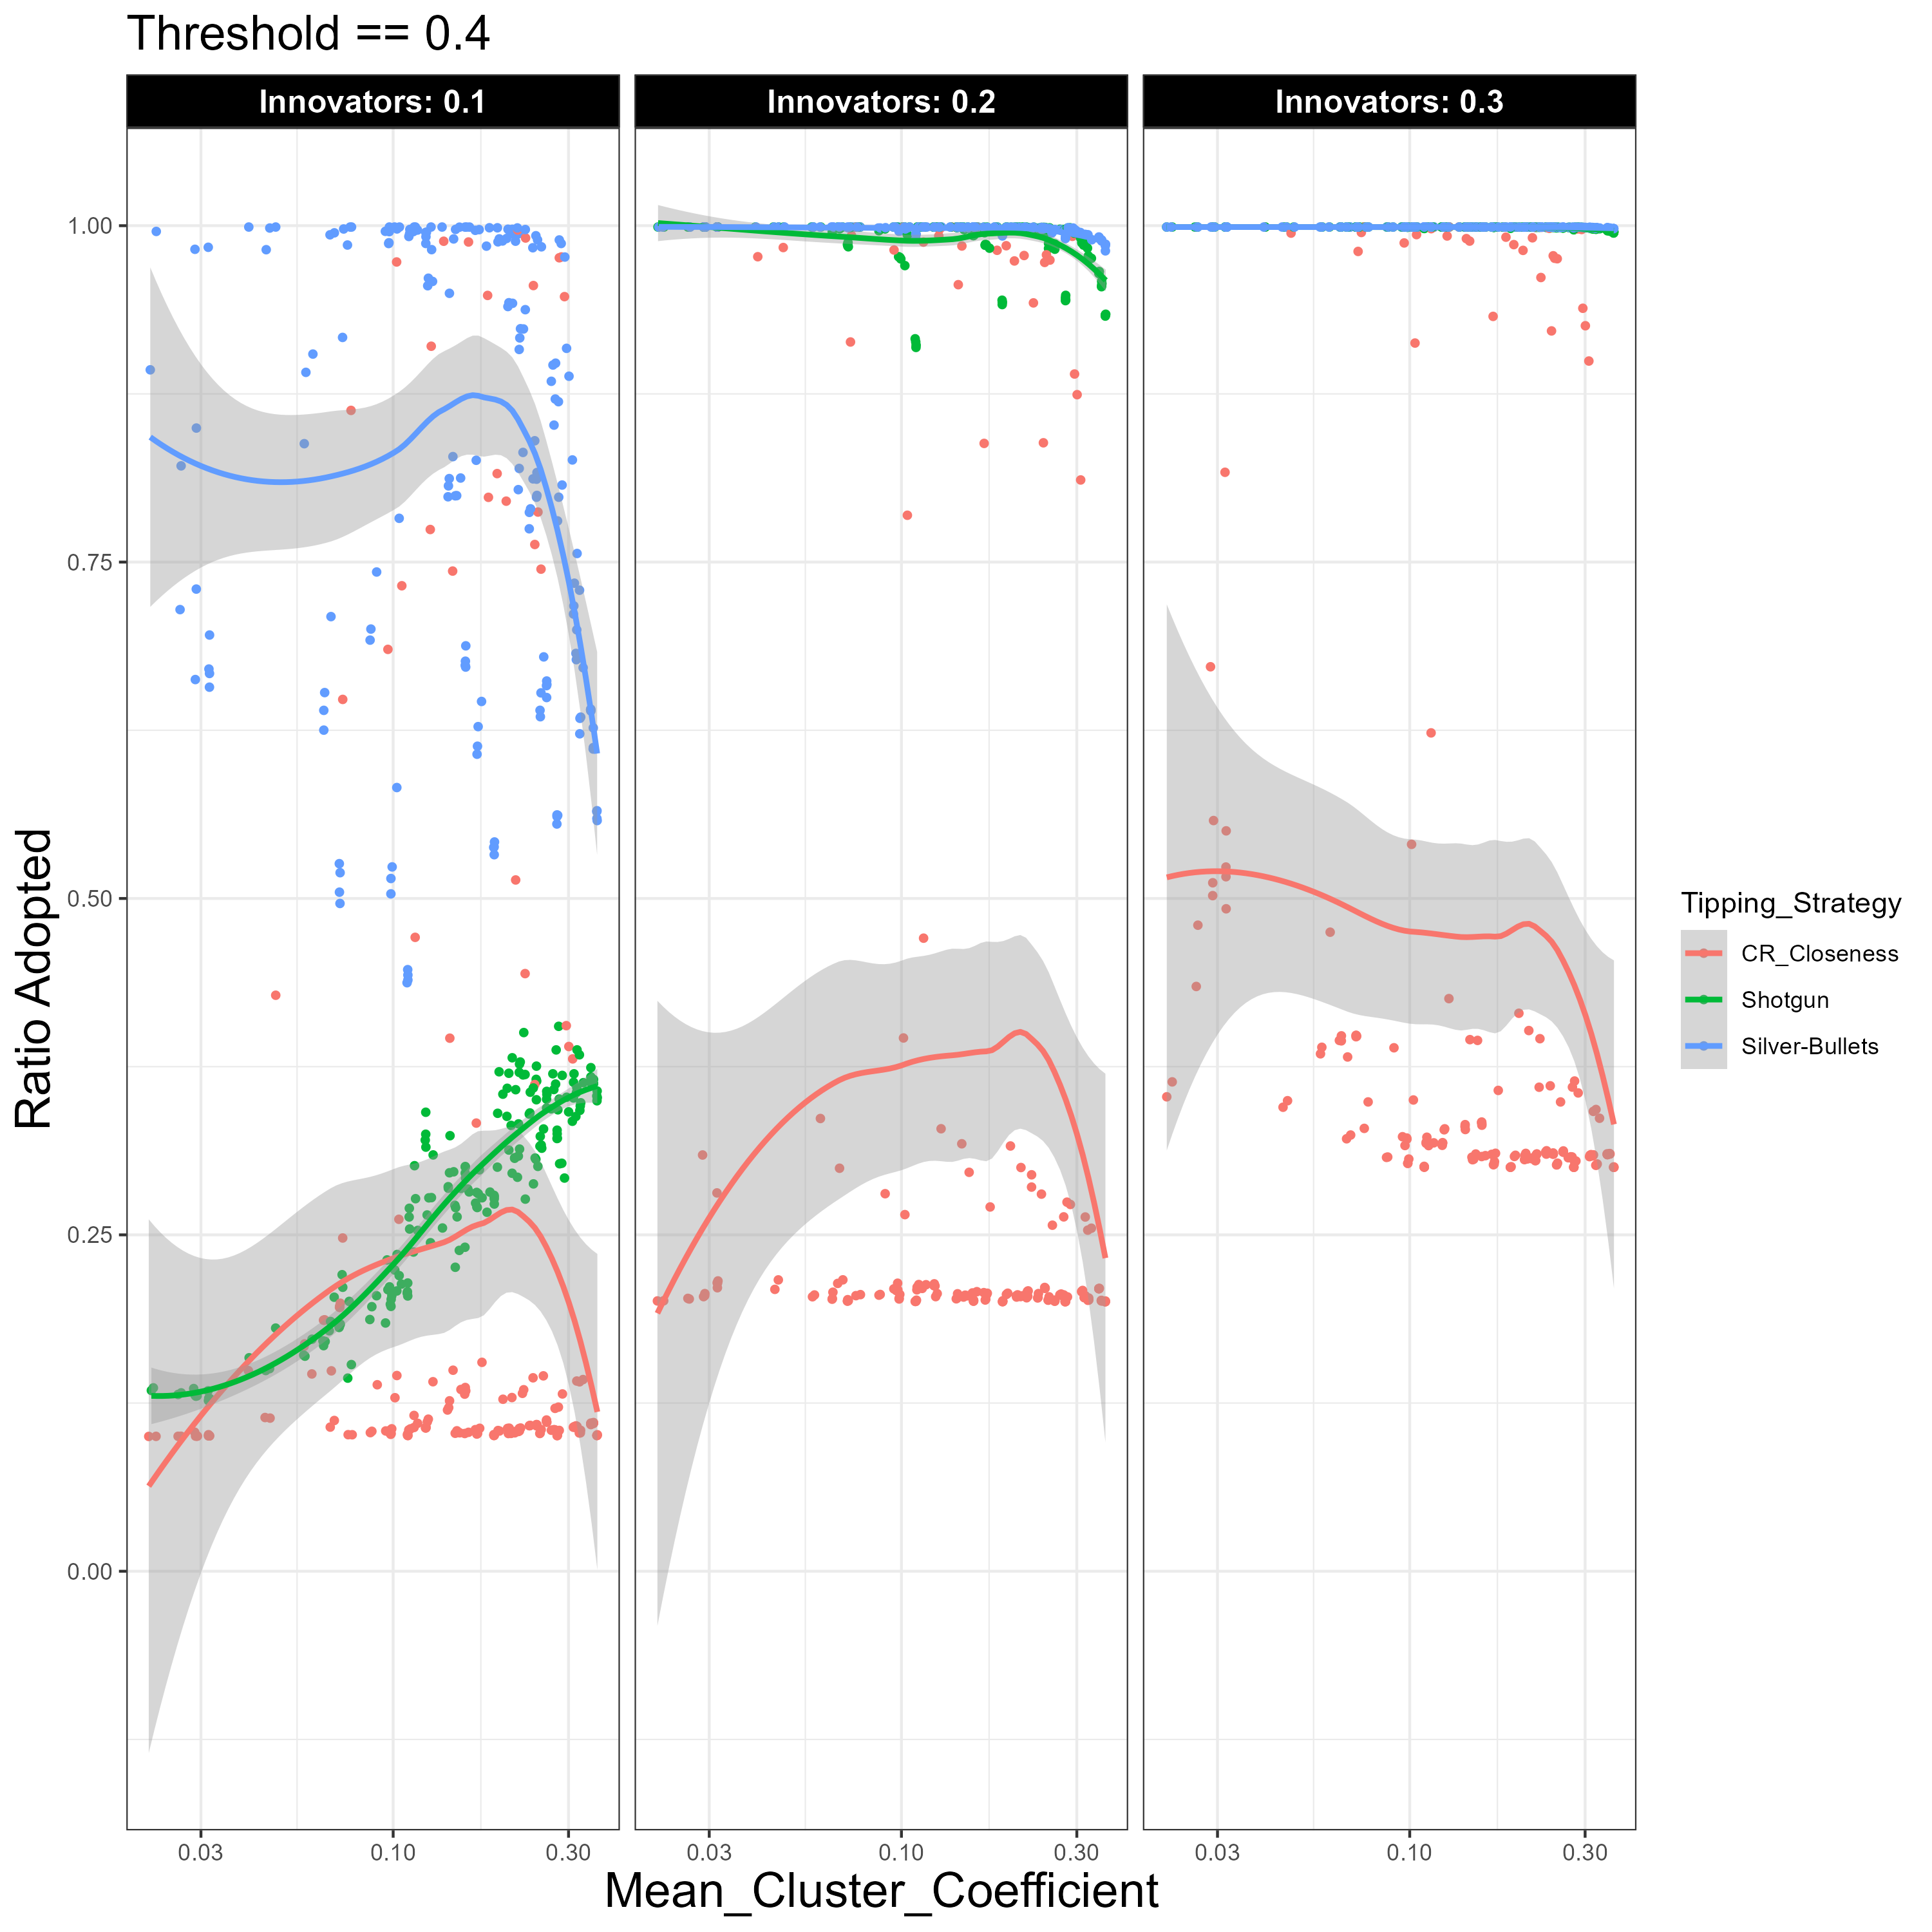 Threshold == 0.4
Innovators: 0.1
Innovators: 0.2
Innovators: 0.3
1.00
0.75
0.50
0.25
0.00
Ratio Adopted
0.03
0.10
0.30
0.03
0.10
0.30
0.03
0.10
0.30
Mean_Cluster_Coefficient
Tipping_Strategy
CR_Closeness
Shotgun
Silver-Bullets